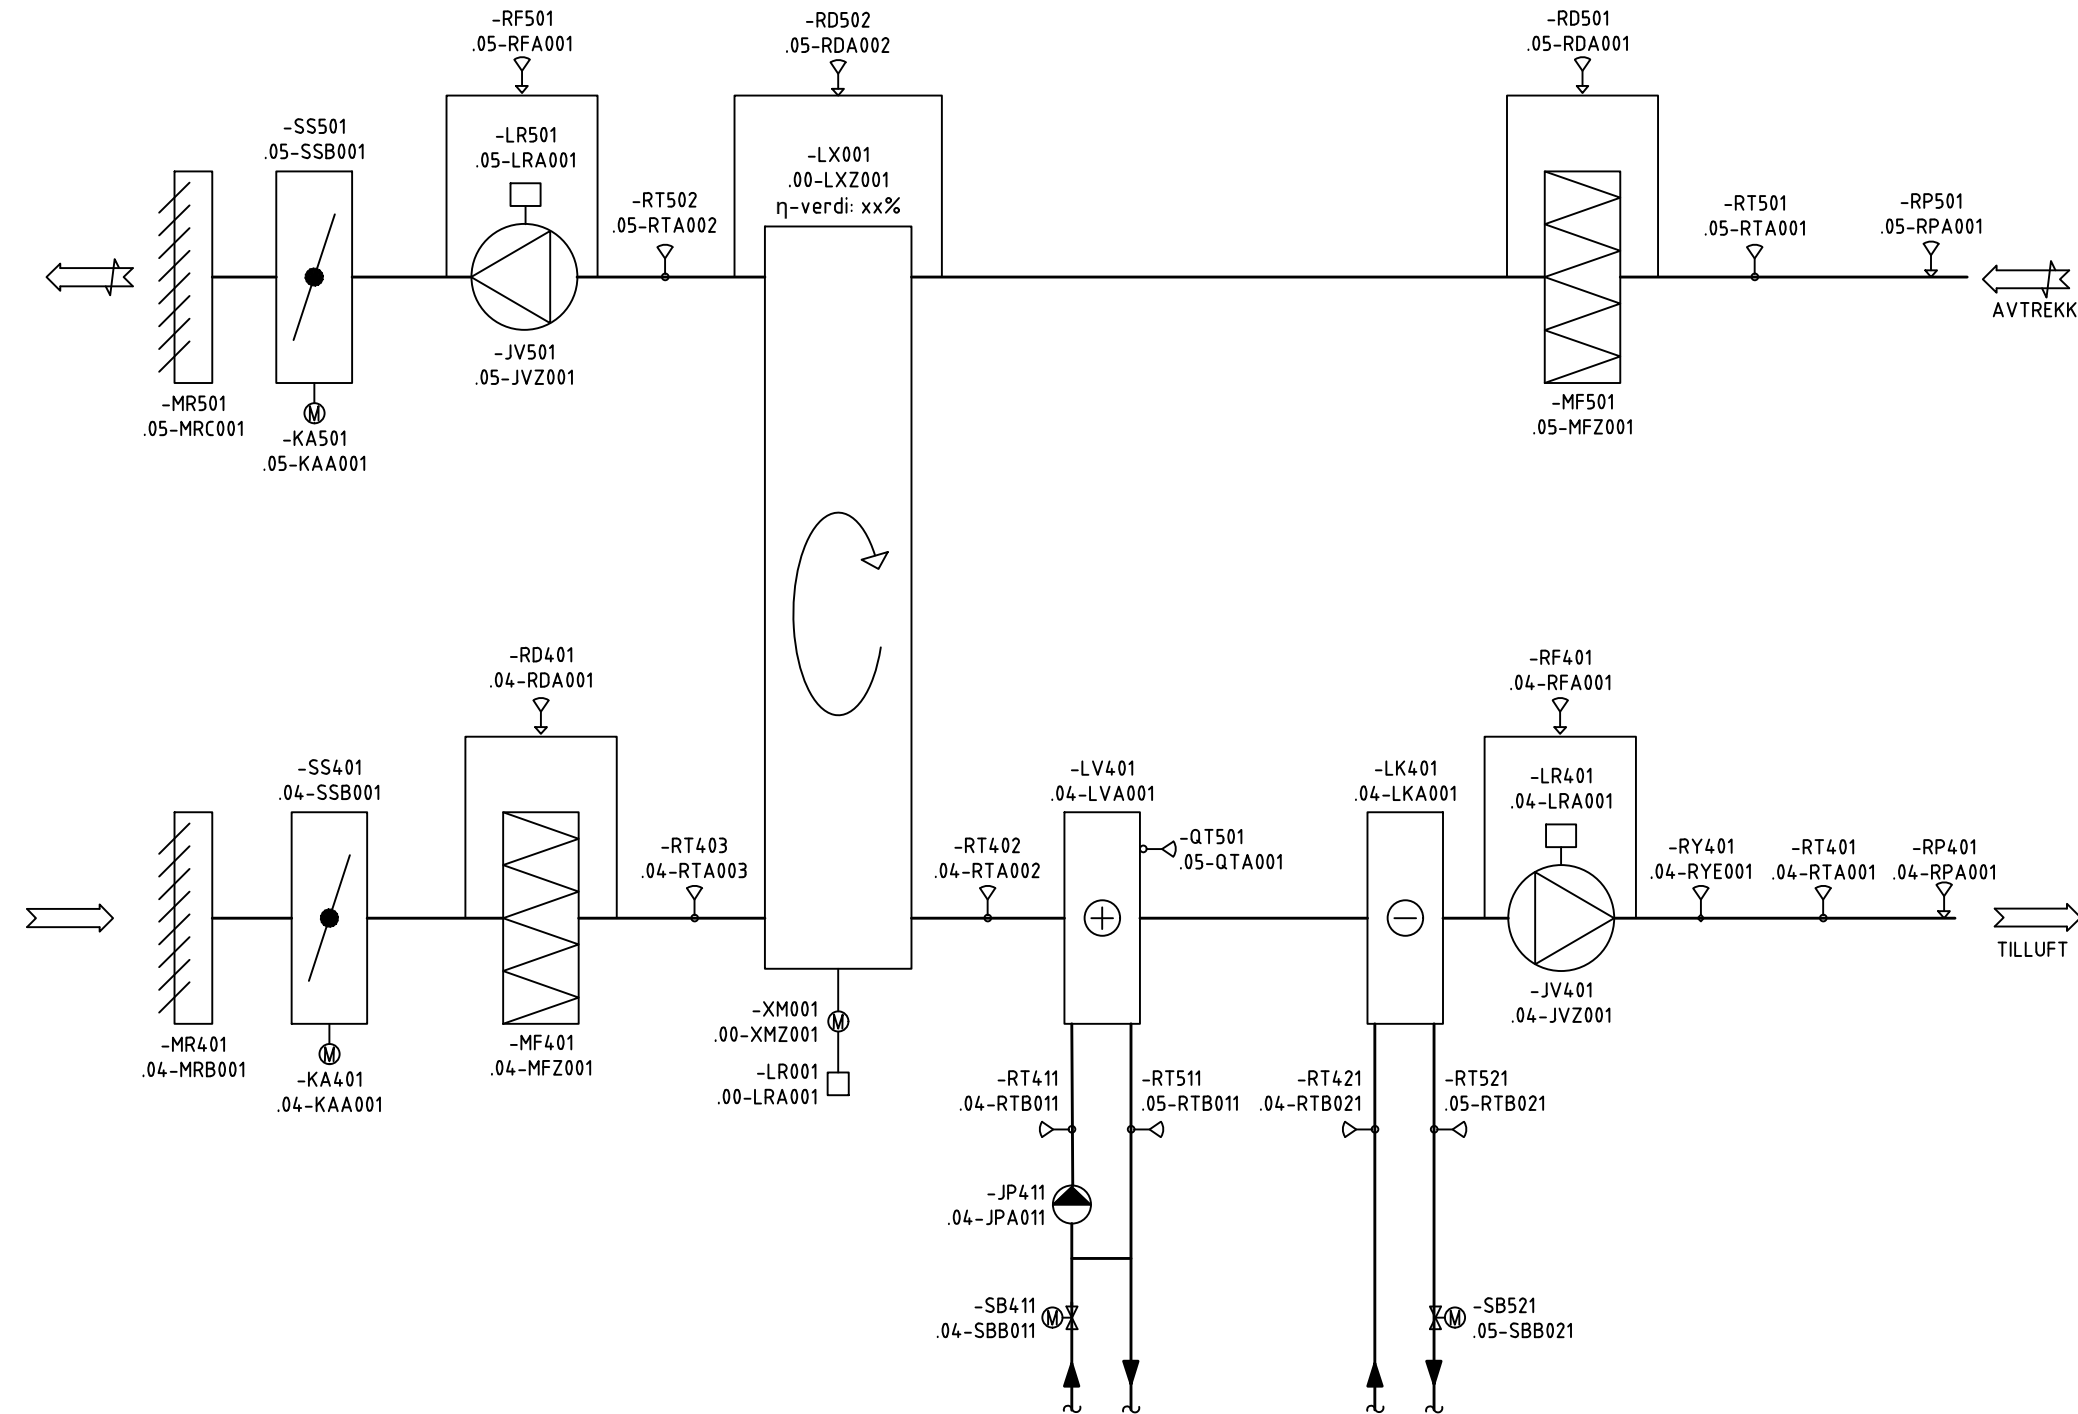 -RF501
.05-RFA001
-RD502
.05-RDA002
-RD501
.05-RDA001
-SS501
.05-SSB001
-LR501
.05-LRA001
-LX001
.00-LXZ001
η-verdi: xx%
-RT502
.05-RTA002
-RT501
.05-RTA001
-RP501
.05-RPA001
AVTREKK
-JV501
.05-JVZ001
-MR501
.05-MRC001
M
-KA501
.05-KAA001
-MF501
.05-MFZ001
-RD401
.04-RDA001
-RF401
.04-RFA001
-SS401
.04-SSB001
-LV401
.04-LVA001
-LK401
.04-LKA001
-LR401
.04-LRA001
-RT403
.04-RTA003
-RT402
.04-RTA002
-QT501
.05-QTA001
-RY401
.04-RYE001
-RT401
.04-RTA001
-RP401
.04-RPA001
TILLUFT
-JV401
.04-JVZ001
-MR401
.04-MRB001
M
-KA401
.04-KAA001
-MF401
.04-MFZ001
-XM001
.00-XMZ001
M
-LR001
.00-LRA001
-RT411
.04-RTB011
-RT511
.05-RTB011
-RT421
.04-RTB021
-RT521
.05-RTB021
-JP411
.04-JPA011
-SB411
.04-SBB011
M
M
-SB521
.05-SBB021